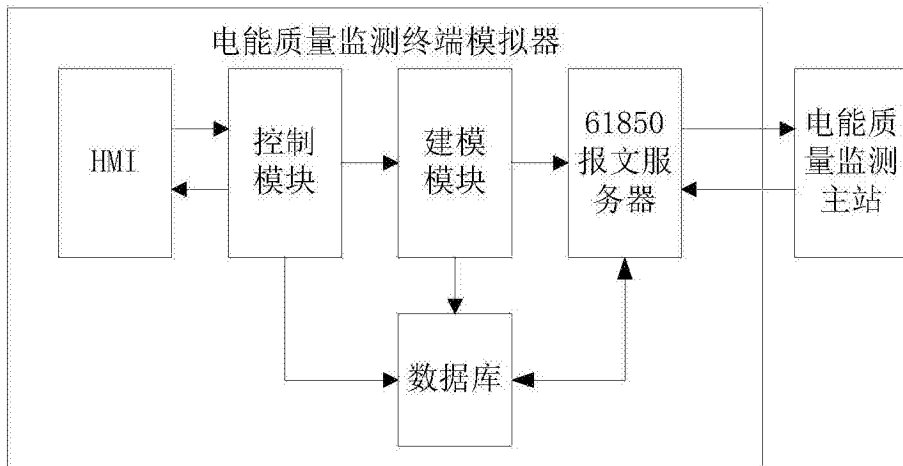 电能质量监测终端模拟器
HMI
控制
模块
建模
模块
61850
报文服
务器
电能质
量监测
主站
数据库